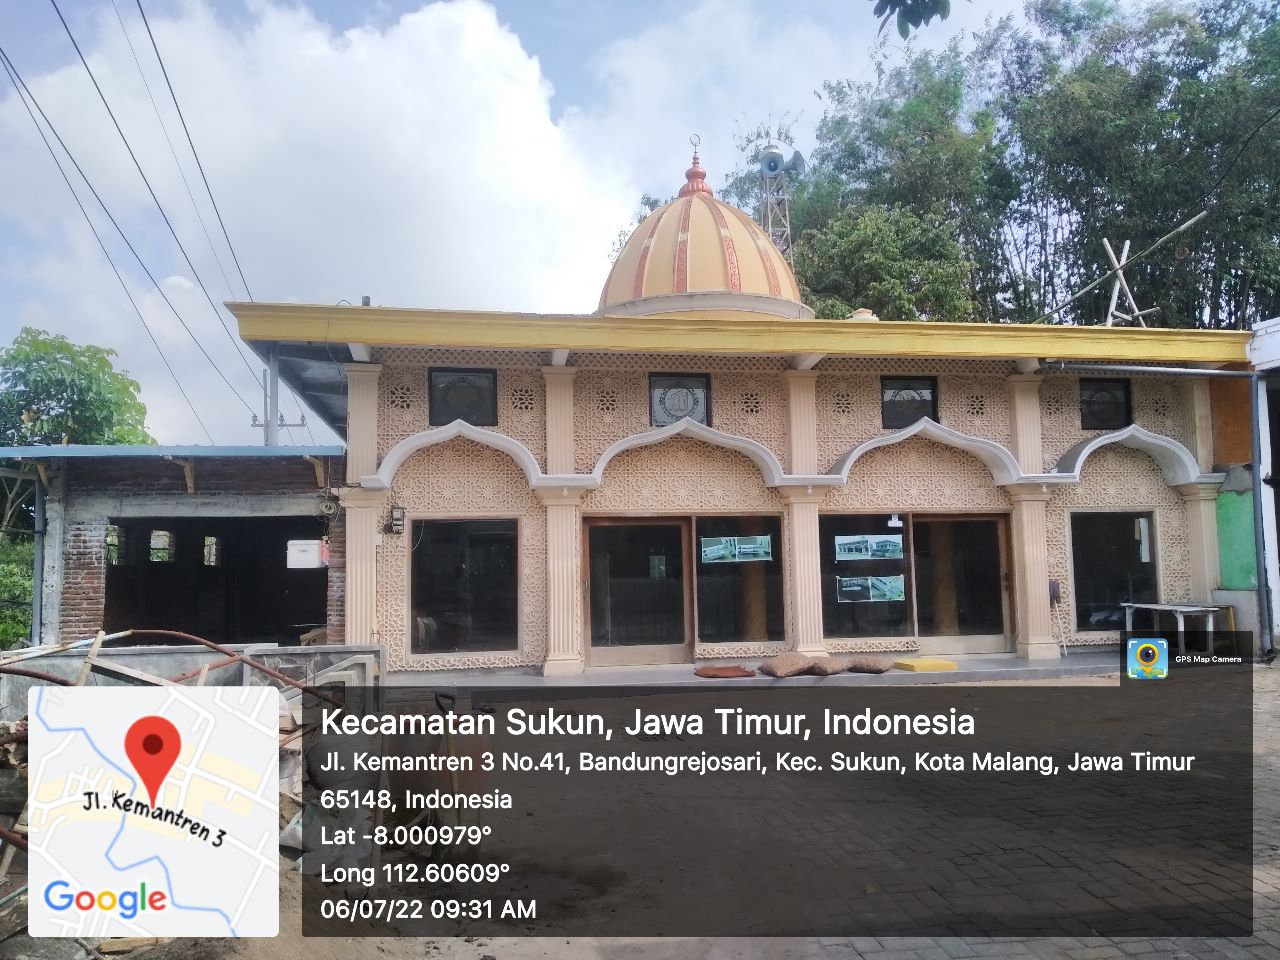 GPS Map Camera
Kecamatan Sukun, Jawa Timur, Indonesia
Jl. Kemantren 3 No.41, Bandungrejosari, Kec. Sukun, Kota Malang, Jawa Timur
65148, Indonesia
Lat -8.000979°
Long 112.60609°
06/07/22 09:31 AM
Jl. Kemantren 3
Google